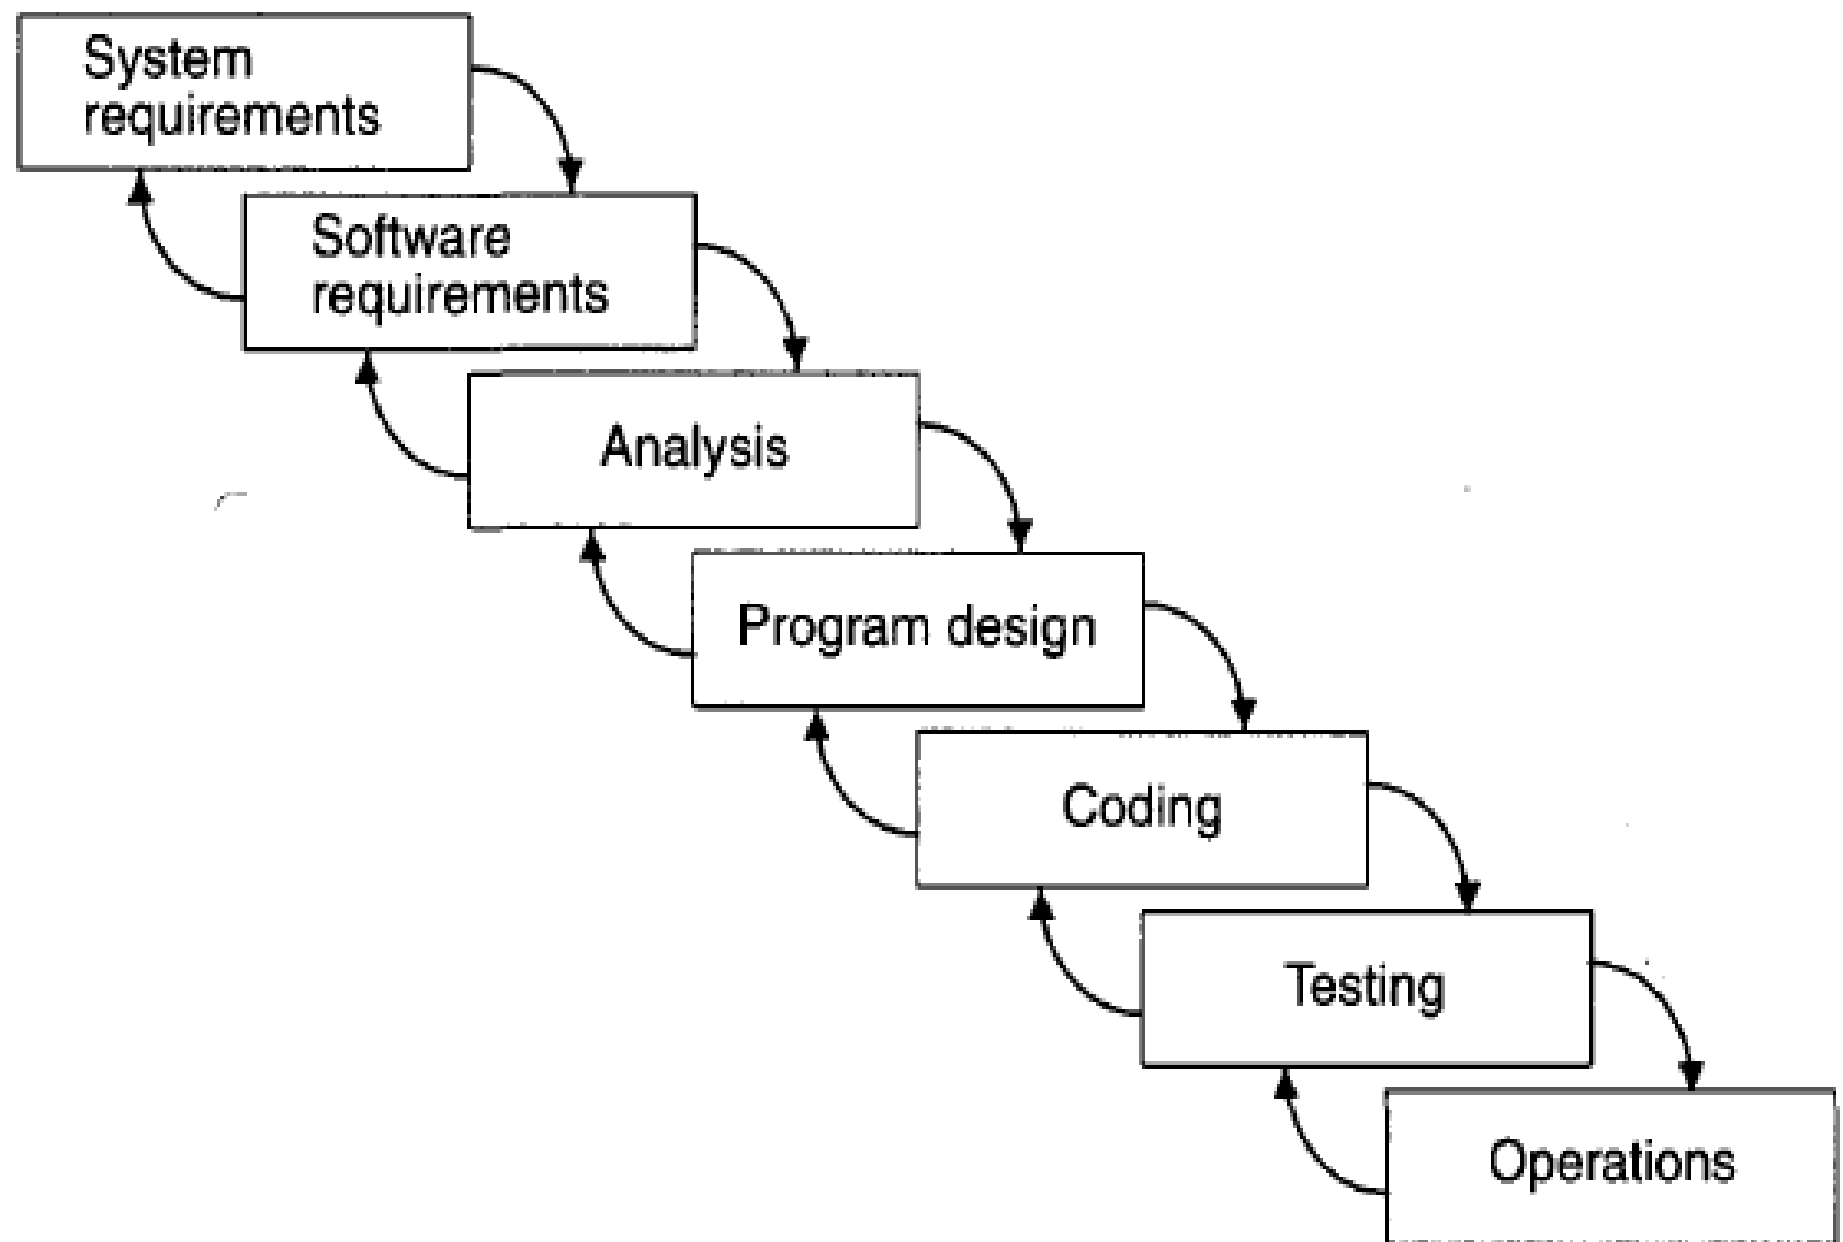 System
requirements
Software
requirements
Analysis
Program design
Coding
Testing
Operations